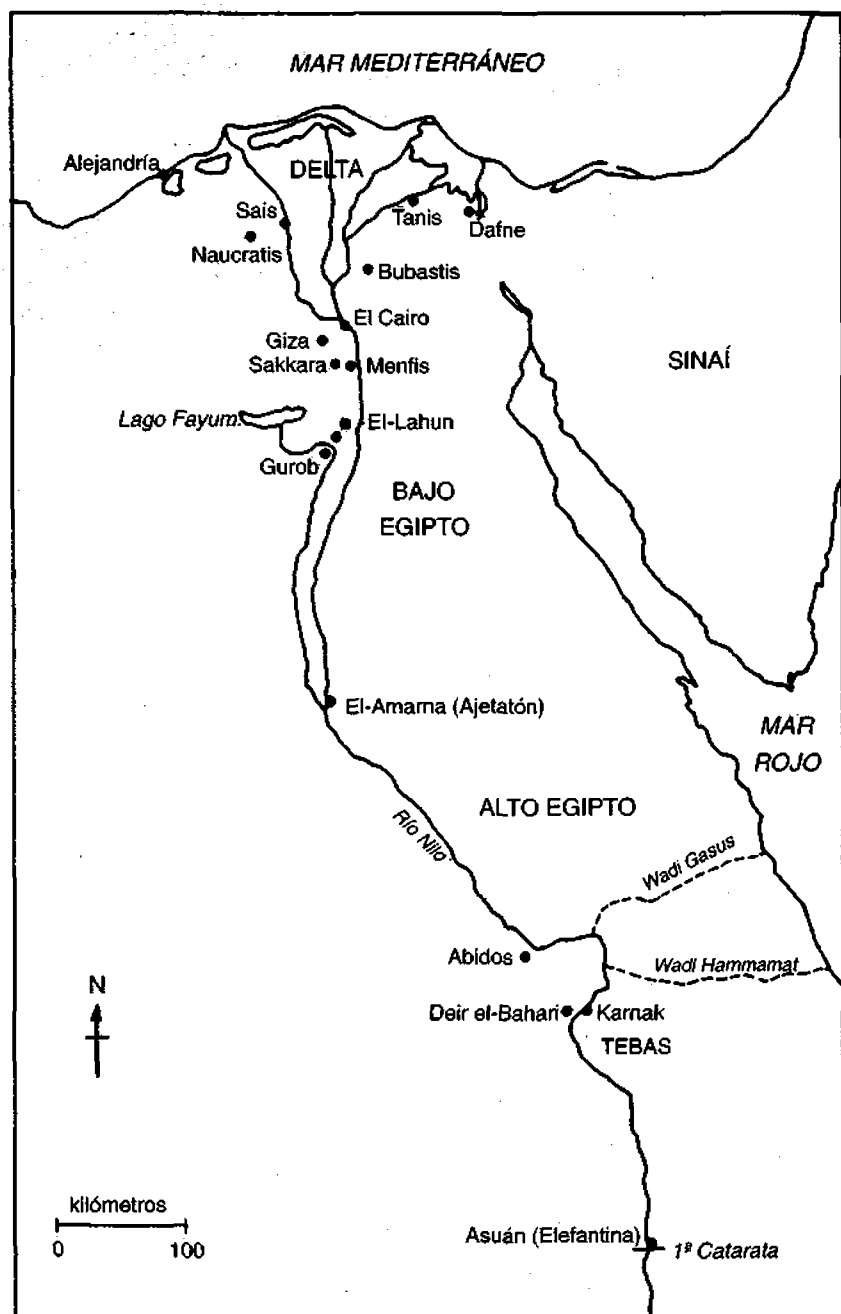 MAR MEDITERRÁNEO
Alejandría
DELTA
Sais
Tanis
Dafne
Naucratis
Bubastis
El Cairo
Giza
Sakkara
Menfis
SINAÍ
Lago Fayum
El-Lahun
Gurob
BAJO
EGIPTO
El-Amarna (Ajetatón)
MAR
ROJO
ALTO EGIPTO
Río Nilo
Wadi Gasus
Abidos
Wadi Hammamat
N
Deir el-Bahari
Karnak
TEBAS
kilómetros
0 100
Asuán (Elefantina)
1ª Catarata